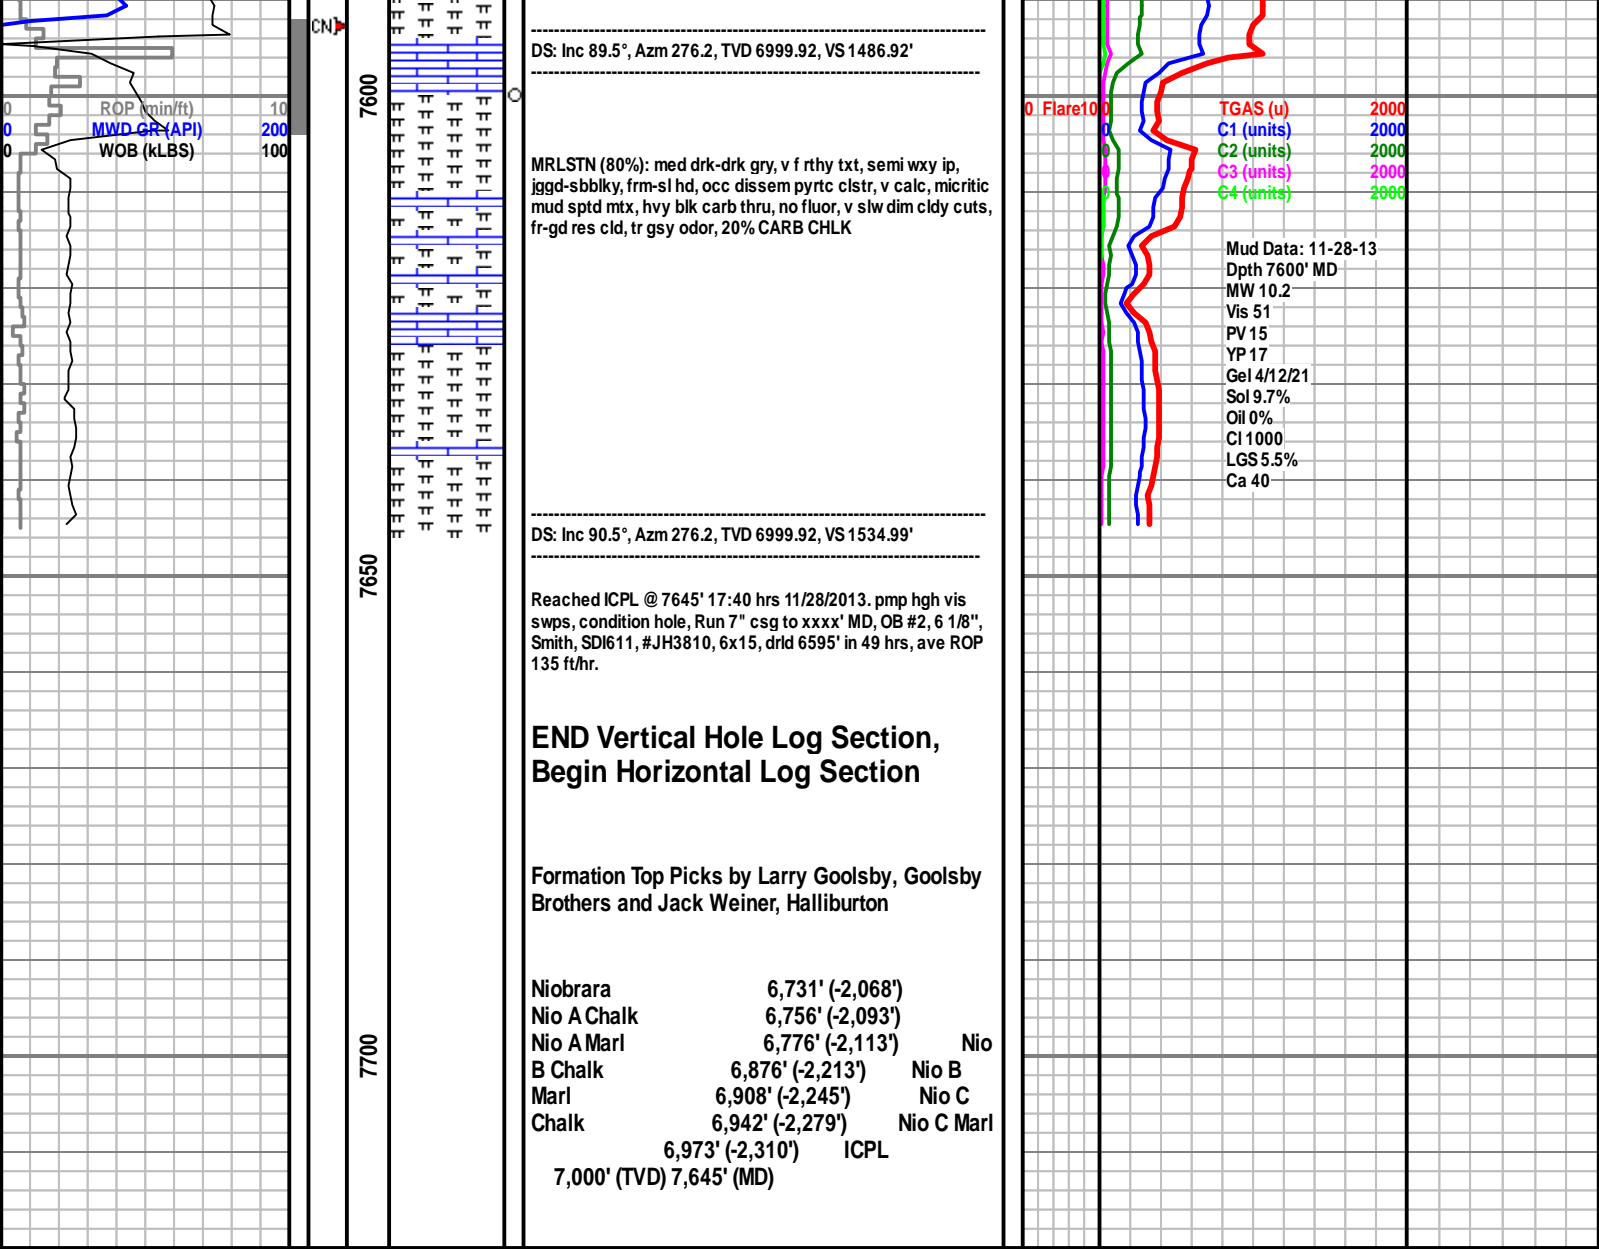 CN
7600
7650
7700
0 ROP (min/ft) 10
0 MWD GR (API) 200
0 WOB (kLBS) 100
-----------------------------------------------------------------------------
DS: Inc 89.5°, Azm 276.2, TVD 6999.92, VS 1486.92'
-----------------------------------------------------------------------------
MRLSTN (80%): med drk-drk gry, v f rthy txt, semi wxy ip,
jggd-sbblky, frm-sl hd, occ dissem pyrtc clstr, v calc, micritic
mud sptd mtx, hvy blk carb thru, no fluor, v slw dim cldy cuts,
fr-gd res cld, tr gsy odor, 20% CARB CHLK
-----------------------------------------------------------------------------
DS: Inc 90.5°, Azm 276.2, TVD 6999.92, VS 1534.99'
-----------------------------------------------------------------------------
Reached ICPL @ 7645' 17:40 hrs 11/28/2013. pmp hgh vis
swps, condition hole, Run 7" csg to xxxx' MD, OB #2, 6 1/8",
Smith, SDI611, #JH3810, 6x15, drld 6595' in 49 hrs, ave ROP
135 ft/hr.
END Vertical Hole Log Section,
Begin Horizontal Log Section
Formation Top Picks by Larry Goolsby, Goolsby
Brothers and Jack Weiner, Halliburton
Niobrara 6,731' (-2,068')
Nio A Chalk 6,756' (-2,093')
Nio A Marl 6,776' (-2,113') Nio
B Chalk 6,876' (-2,213') Nio B
Marl 6,908' (-2,245') Nio C
Chalk 6,942' (-2,279') Nio C Marl
6,973' (-2,310') ICPL
7,000' (TVD) 7,645' (MD)
0 Flare 10 0 TGAS (u) 2000
0 C1 (units) 2000
0 C2 (units) 2000
0 C3 (units) 2000
0 C4 (units) 2000
Mud Data: 11-28-13
Dpth 7600' MD
MW 10.2
Vis 51
PV 15
YP 17
Gel 4/12/21
Sol 9.7%
Oil 0%
Cl 1000
LGS 5.5%
Ca 40